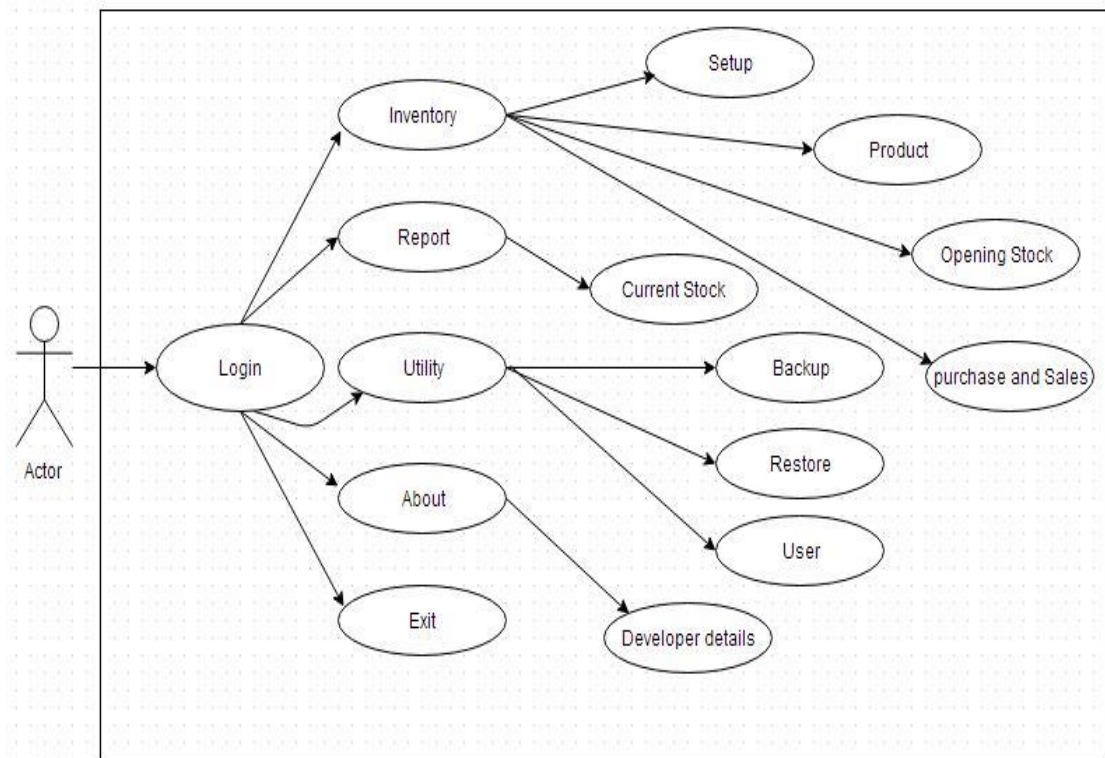 Setup
Inventory
Product
Report
Opening Stock
Current Stock
Login
Utility
Backup
purchase and Sales
Actor
Restore
About
User
Exit
Developer details